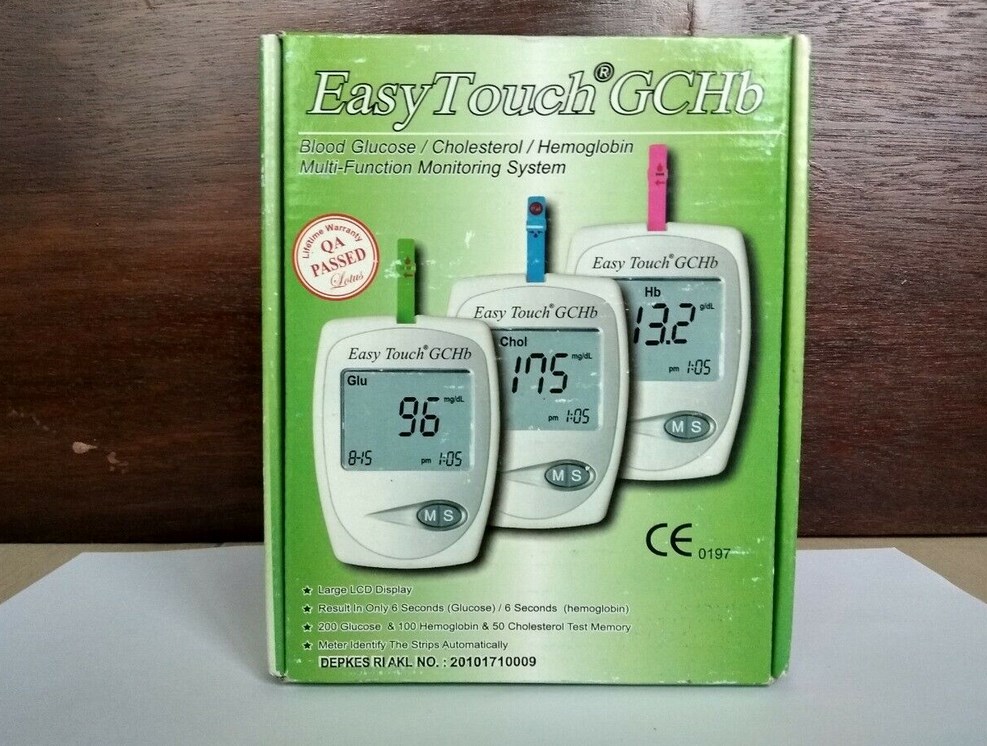 EasyTouch® GCHb
Blood Glucose / Cholesterol / Hemoglobin
Multi-Function Monitoring System
Lifetime Warranty
QA
PASSED
Lotus
Easy Touch® GCHb
Hb
13.2 g/dL
pm 1:05
M S
Easy Touch® GCHb
Chol
175 mg/dL
pm 1:05
M S
Easy Touch® GCHb
Glu
96 mg/dL
8-15 pm 1:05
M S
CE 0197
★ Large LCD Display
★ Result In Only 6 Seconds (Glucose) / 6 Seconds (hemoglobin)
★ 200 Glucose & 100 Hemoglobin & 50 Cholesterol Test Memory
★ Meter Identify The Strips Automatically
DEPKES RI AKL NO. : 20101710009